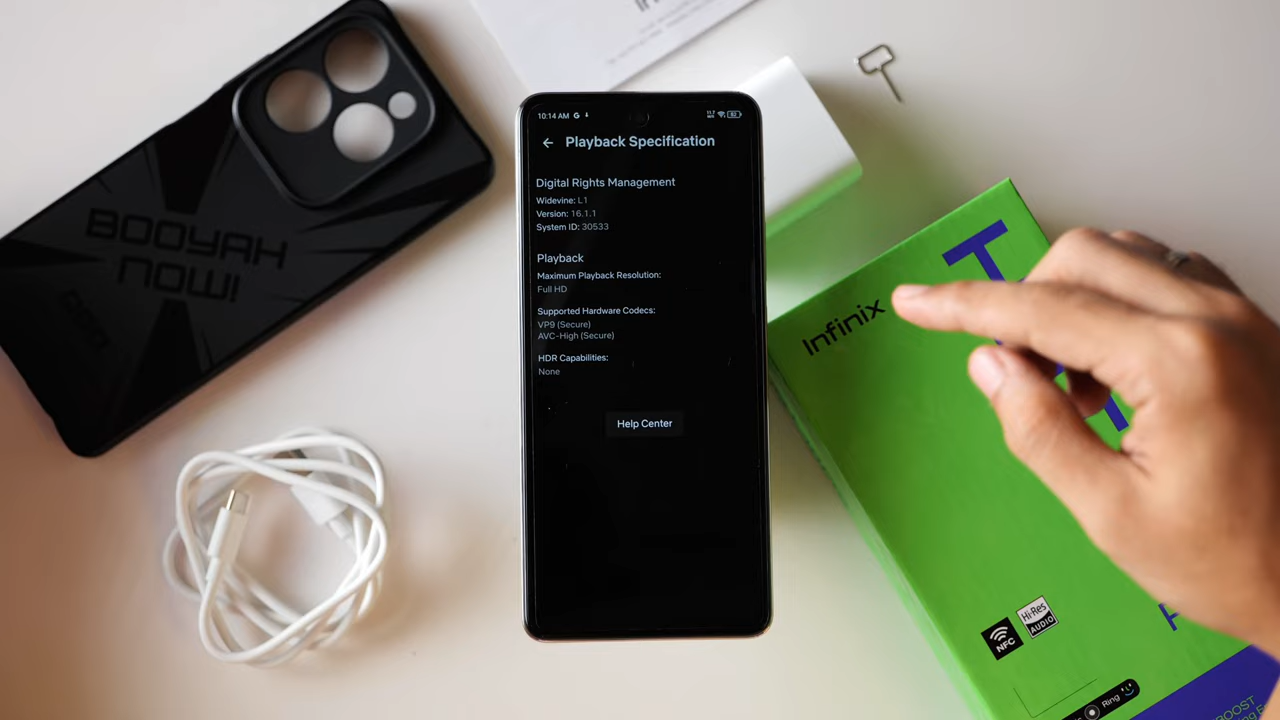 BOOYAH
NOW!
10:14 AM
Playback Specification
Digital Rights Management
Widevine: L1
Version: 16.1.1
System ID: 30533
Playback
Maximum Playback Resolution:
Full HD
Supported Hardware Codecs:
VP9 (Secure)
AVC-High (Secure)
HDR Capabilities:
None
Help Center
Infinix
NFC
Hi-Res
AUDIO
Ring
BOOST